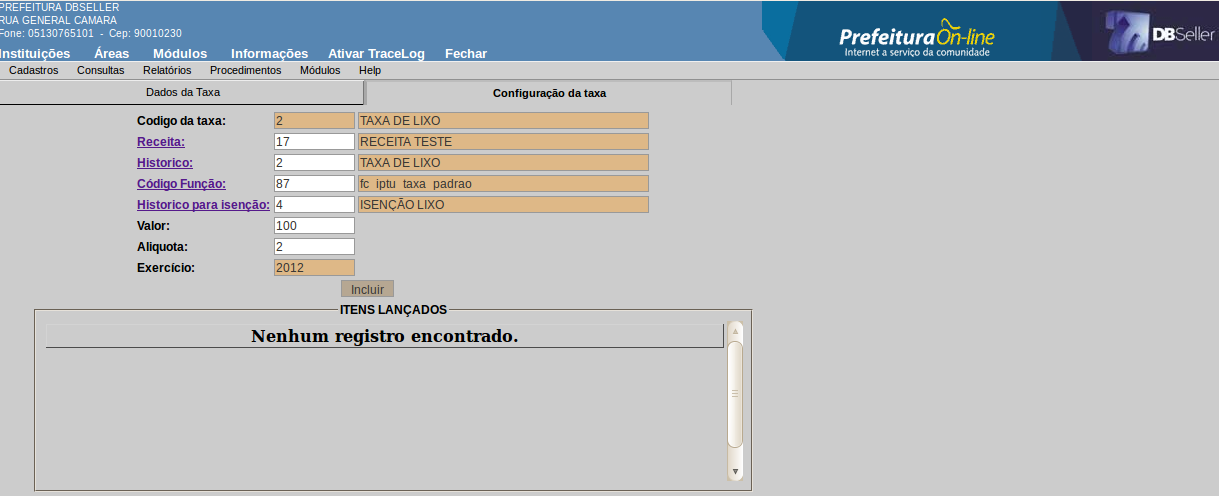 PREFEITURA DBSELLER
RUA GENERAL CAMARA
Fone: 05130765101 - Cep: 90010230
PrefeituraOn-line
Internet a serviço da comunidade
DBSeller
Instituições Áreas Módulos Informações Ativar TraceLog Fechar
Cadastros Consultas Relatórios Procedimentos Módulos Help
Dados da Taxa Configuração da taxa
Codigo da taxa: 2 TAXA DE LIXO
Receita: 17 RECEITA TESTE
Historico: 2 TAXA DE LIXO
Código Função: 87 fc iptu taxa padrao
Historico para isenção: 4 ISENÇÃO LIXO
Valor: 100
Aliquota: 2
Exercício: 2012
Incluir
ITENS LANÇADOS
Nenhum registro encontrado.